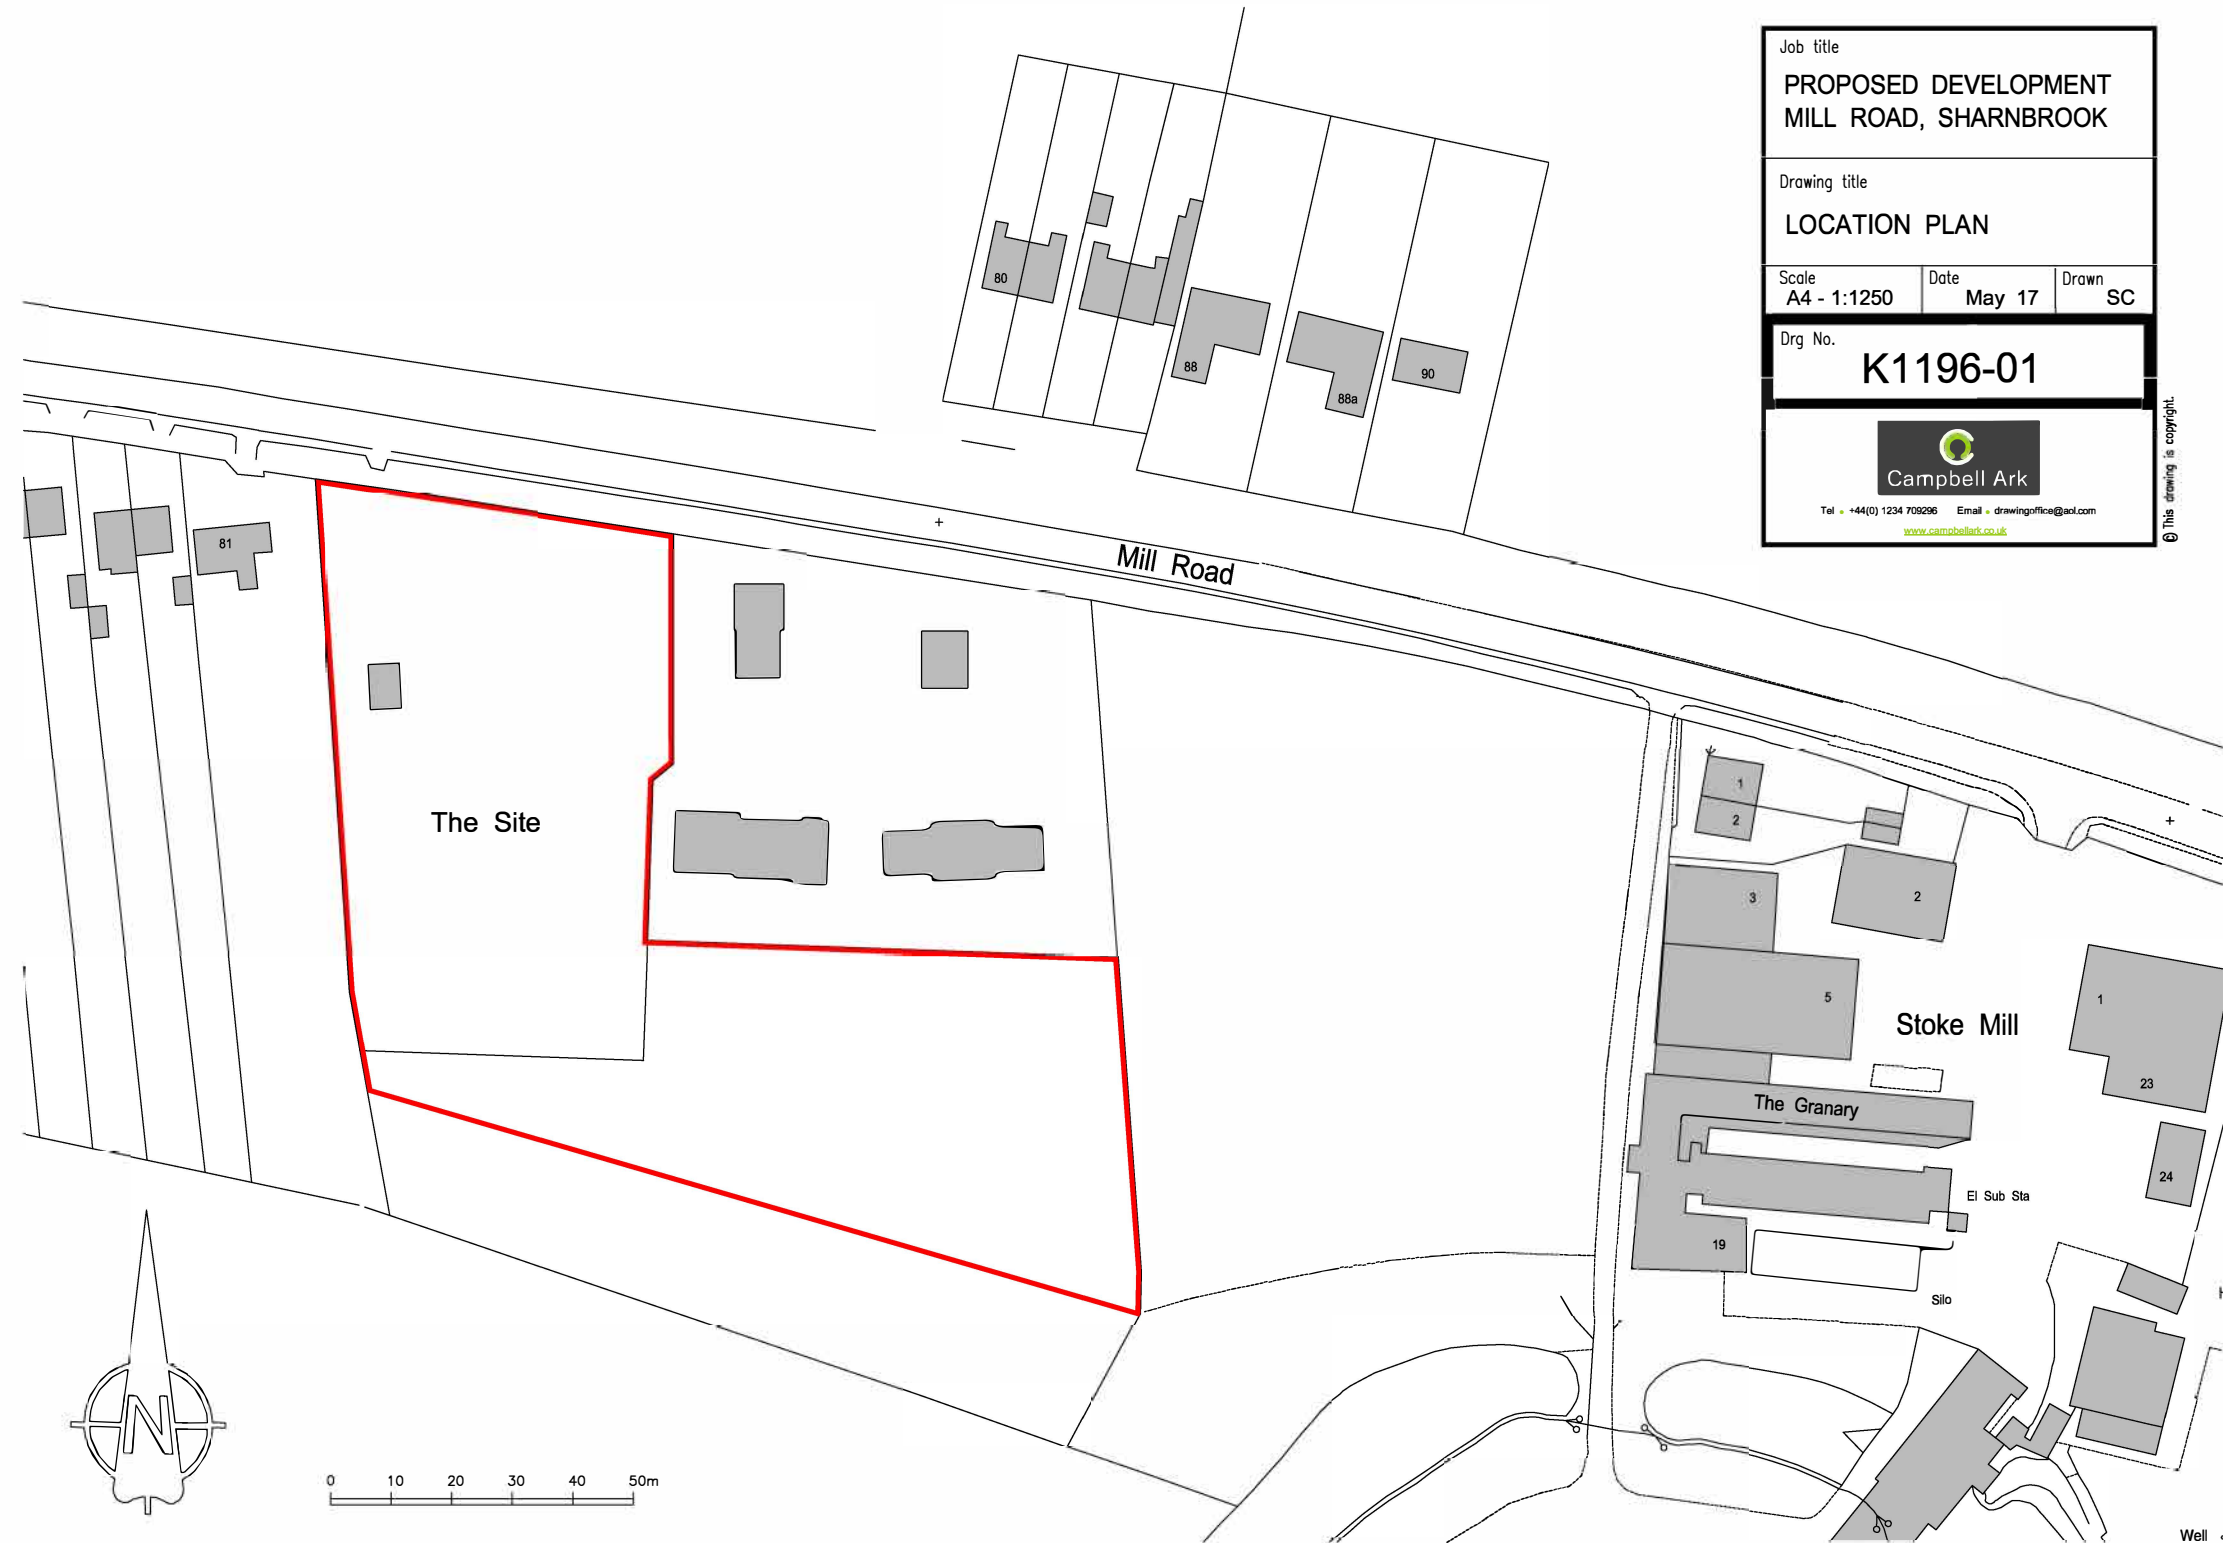 Job title
PROPOSED DEVELOPMENT
MILL ROAD, SHARNBROOK
Drawing title
LOCATION PLAN
Scale
A4 - 1:1250
Date
May 17
Drawn
SC
Drg No.
K1196-01
Campbell Ark
Tel +44(0) 1234 709296 Email drawingoffice@aol.com
www.campbellark.co.uk
© This drawing is copyright.
80
88
88a
90
Mill Road
81
The Site
1
2
3
2
5
Stoke Mill
1
23
The Granary
24
El Sub Sta
19
Silo
N
0 10 20 30 40 50m
Well